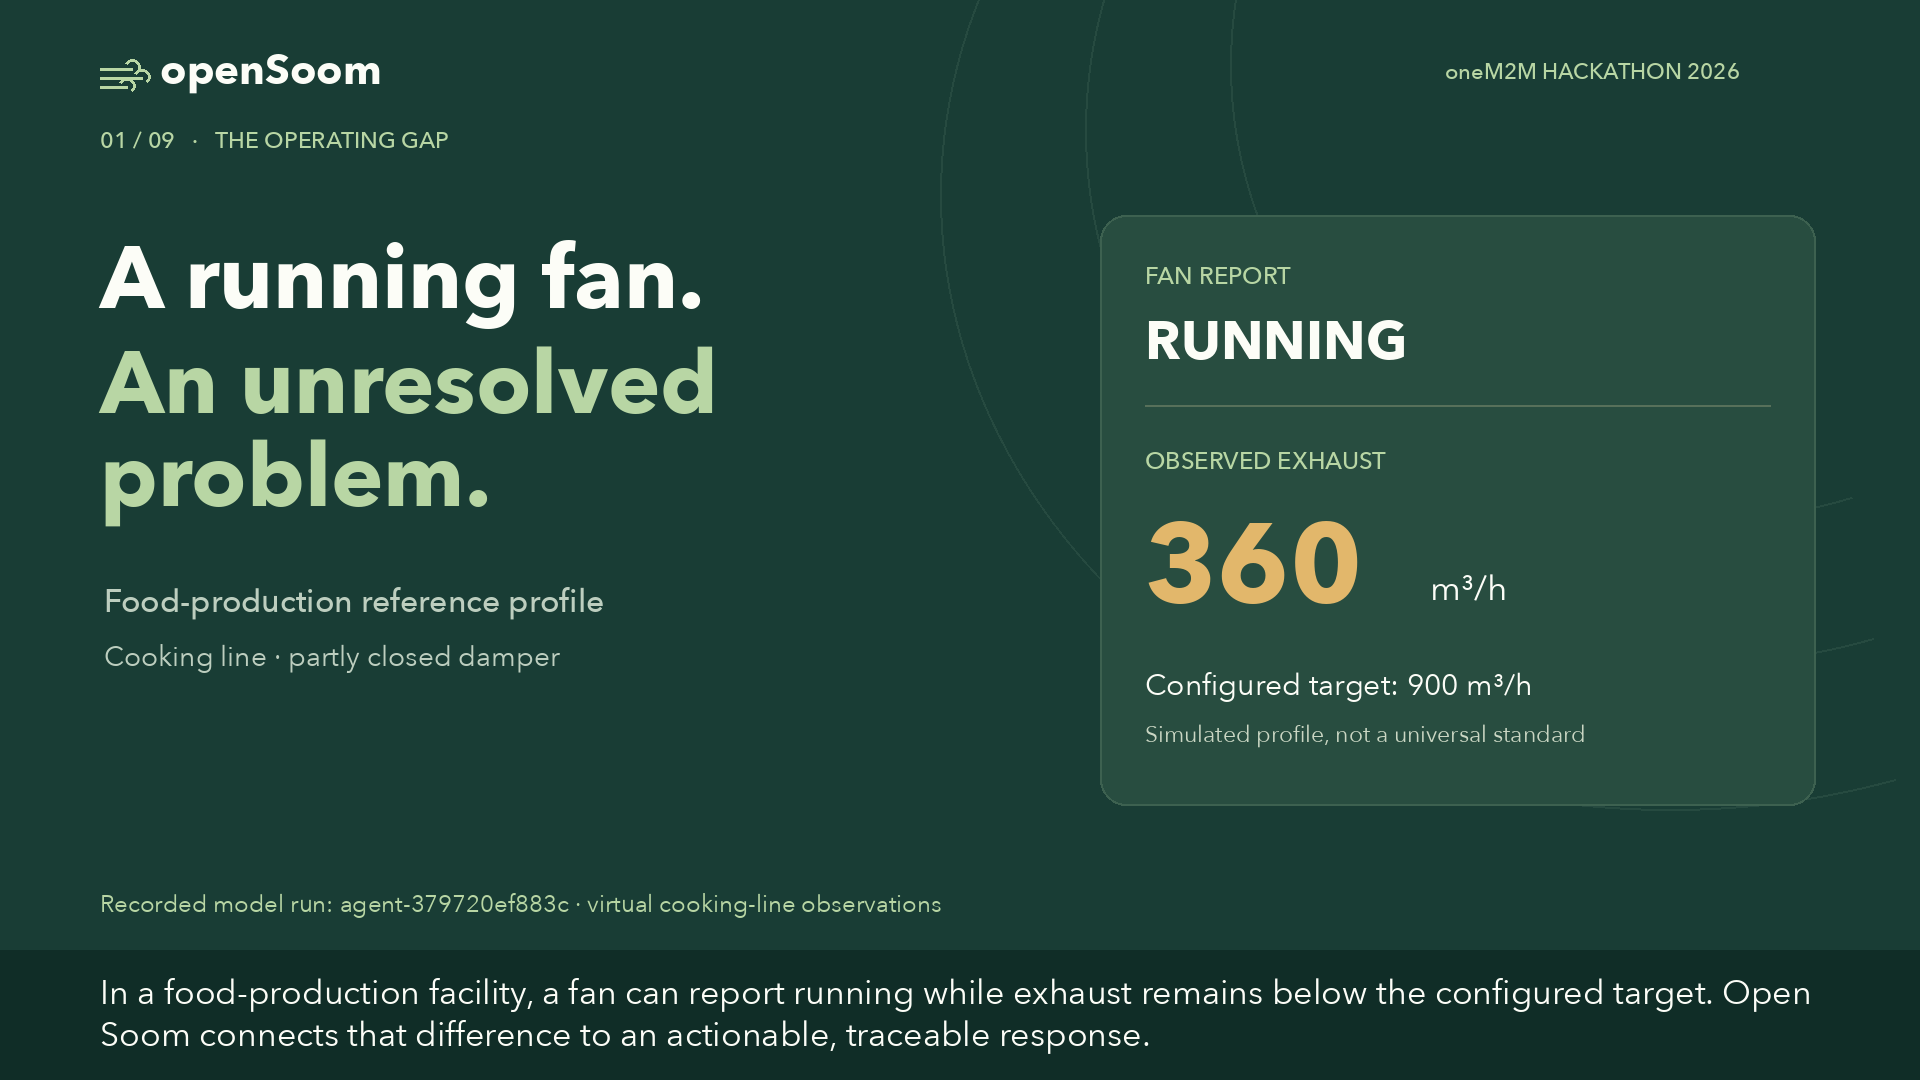 openSoom
oneM2M HACKATHON 2026
01 / 09 · THE OPERATING GAP
A running fan.
An unresolved
problem.
Food-production reference profile
Cooking line · partly closed damper
FAN REPORT
RUNNING
OBSERVED EXHAUST
360 m³/h
Configured target: 900 m³/h
Simulated profile, not a universal standard
Recorded model run: agent-379720ef883c · virtual cooking-line observations
In a food-production facility, a fan can report running while exhaust remains below the configured target. Open
Soom connects that difference to an actionable, traceable response.